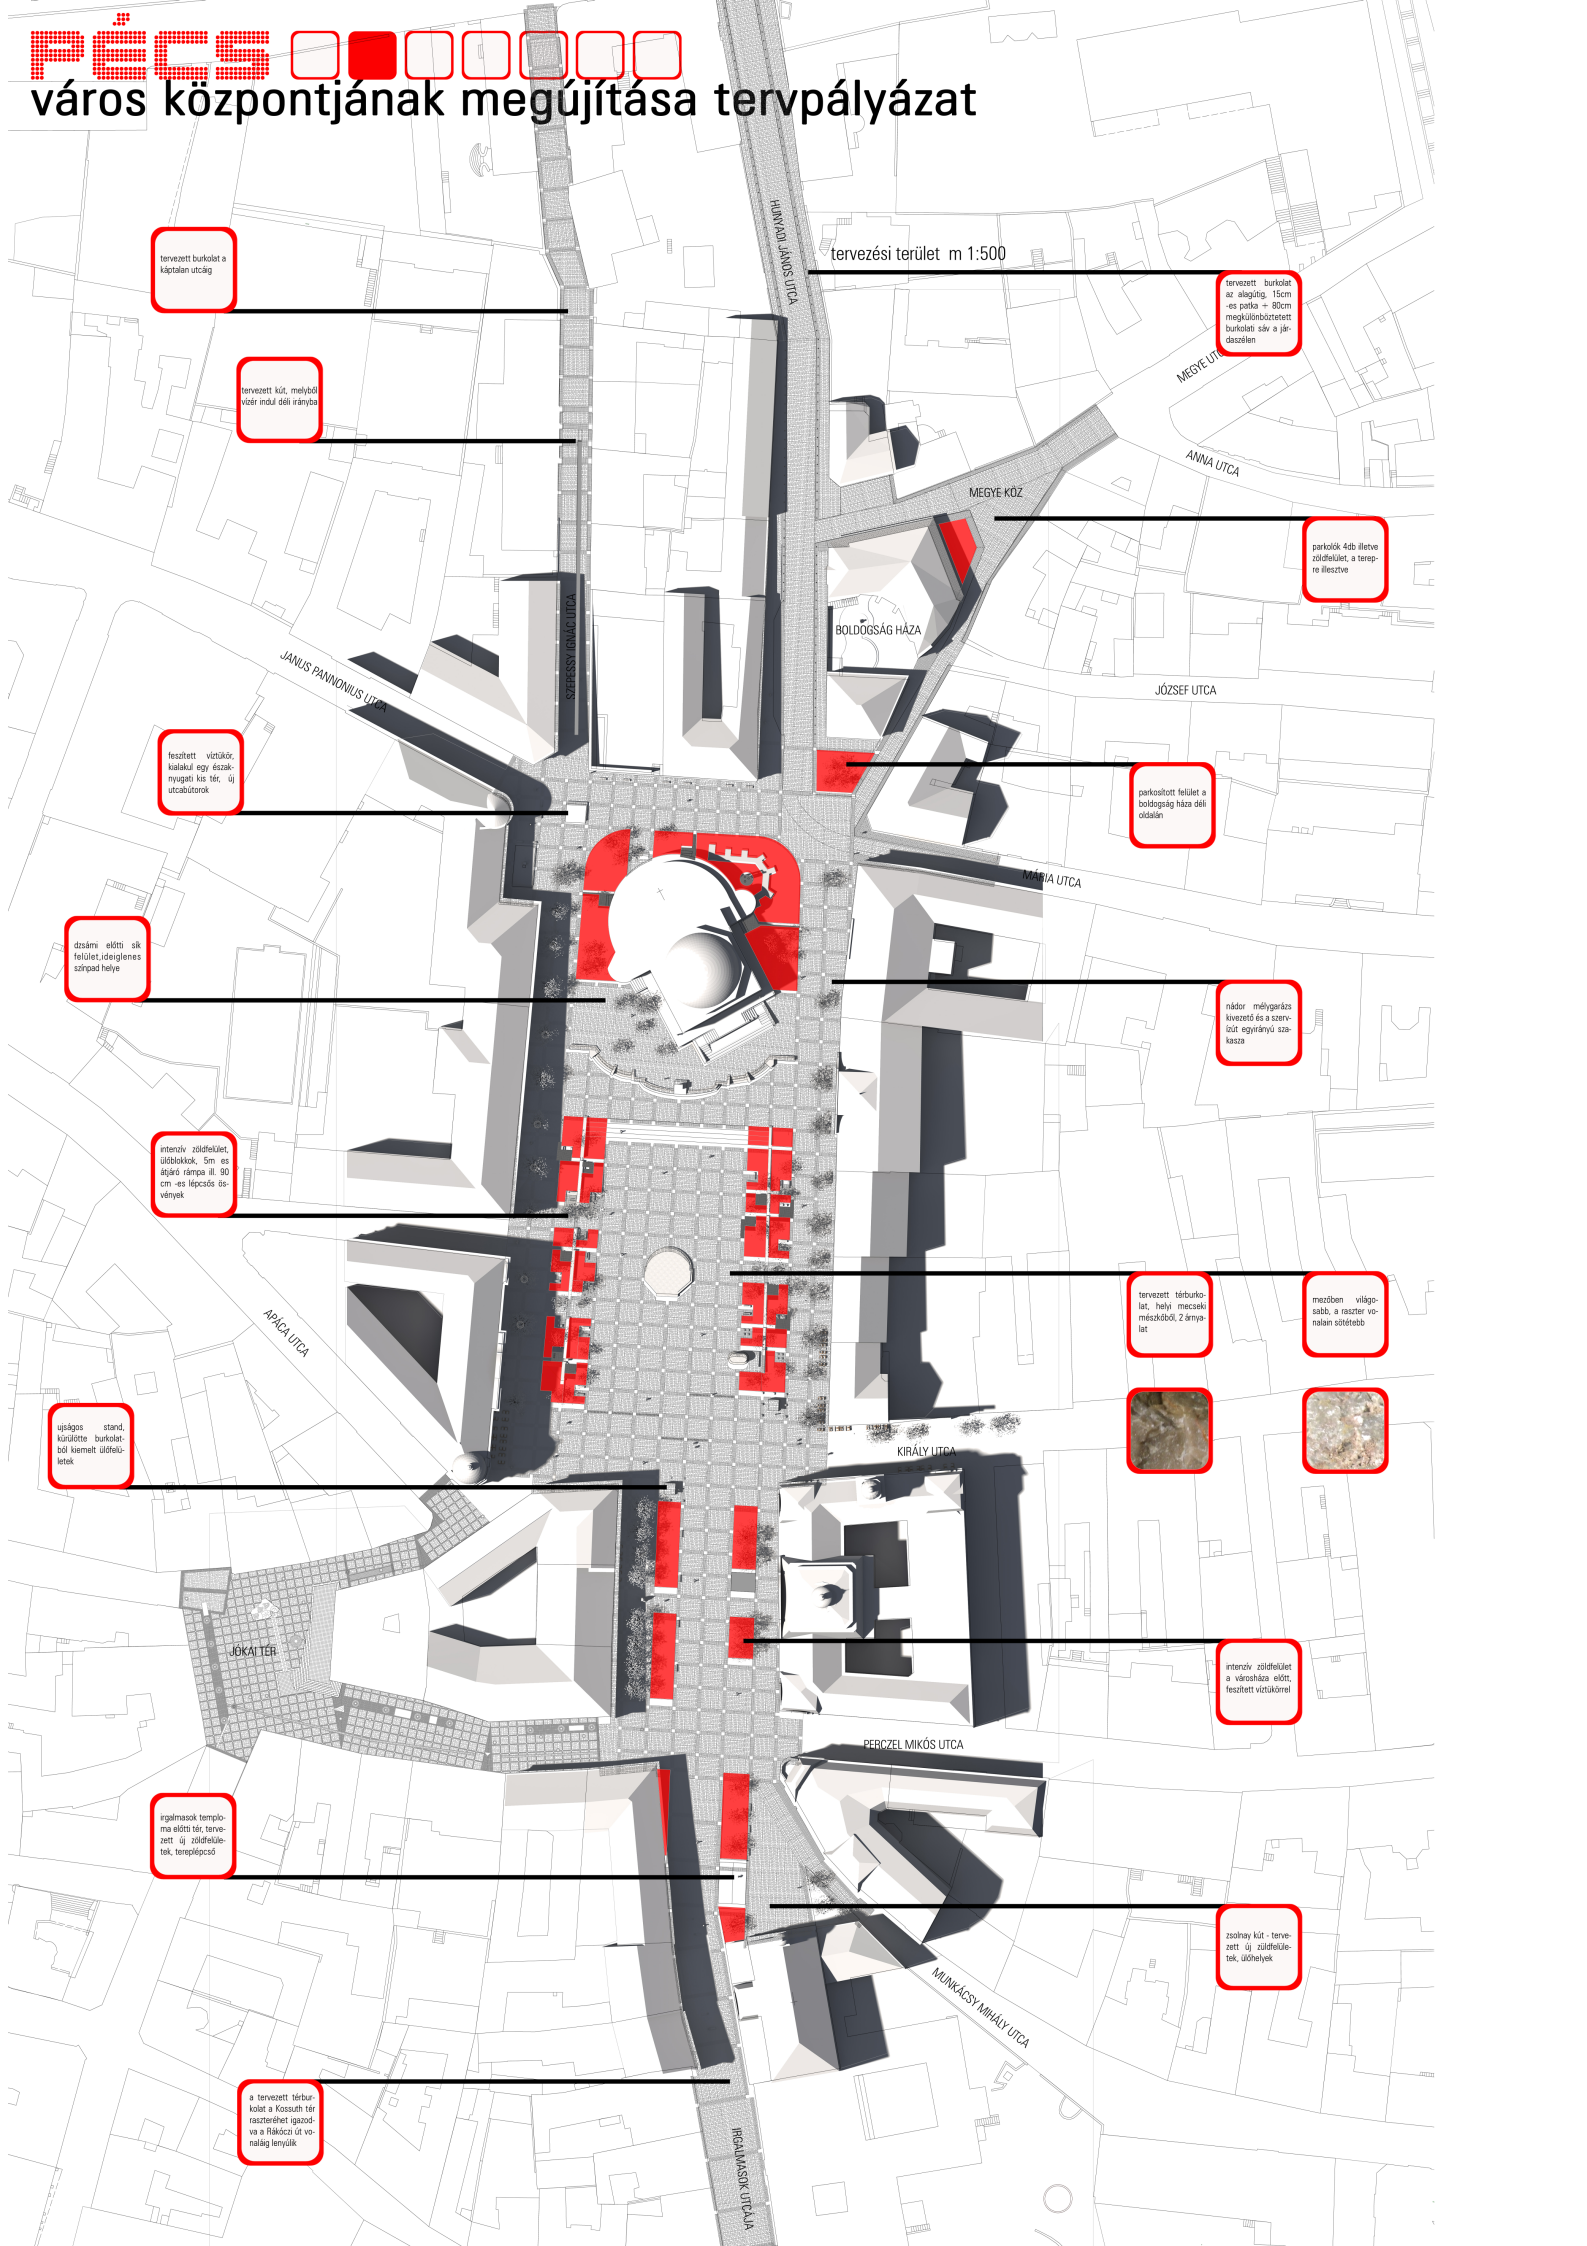 PÉCS
város központjának megújítása tervpályázat
HUNYADI JÁNOS UTCA
tervezési terület m 1:500
tervezett burkolat a
káptalan utcáig
tervezett burkolat
az alagútig, 15cm
-es patka + 80cm
megkülönböztetett
burkolati sáv a jár-
daszélen
MEGYE UTCA
tervezett kút, melyből
vízér indul déli irányba
ANNA UTCA
MEGYE KÖZ
parkolók 4db illetve
zöldfelület, a terep-
re illesztve
SZEPESSY IGNÁC UTCA
BOLDOGSÁG HÁZA
JANUS PANNONIUS UTCA
JÓZSEF UTCA
feszített víztükör,
kialakul egy észak-
nyugati kis tér, új
utcabútorok
parkosított felület a
boldogság háza déli
oldalán
MÁRIA UTCA
dzsámi előtti sík
felület,ideiglenes
színpad helye
nádor mélygarázs
kivezető és a szerv-
ízút egyirányú sza-
kasza
intenzív zöldfelület,
ülőblokkok, 5m es
átjáró rámpa ill. 90
cm -es lépcsős ös-
vények
tervezett térburko-
lat, helyi mecseki
mészkőből, 2 árnya-
lat
mezőben világo-
sabb, a raszter vo-
nalain sötétebb
APÁCA UTCA
ujságos stand,
kürülötte burkolat-
ból kiemelt ülőfelü-
letek
KIRÁLY UTCA
JÓKAI TÉR
intenzív zöldfelület
a városháza előtt,
feszített víztükörrel
PERCZEL MIKÓS UTCA
irgalmasok templo-
ma előtti tér, terve-
zett új zöldfelüle-
tek, tereplépcső
zsolnay kút - terve-
zett új züldfelüle-
tek, ülőhelyek
MUNKÁCSY MIHÁLY UTCA
a tervezett térbur-
kolat a Kossuth tér
raszteréhet igazod-
va a Rákóczi út vo-
naláig lenyúlik
IRGALMASOK UTCÁJA